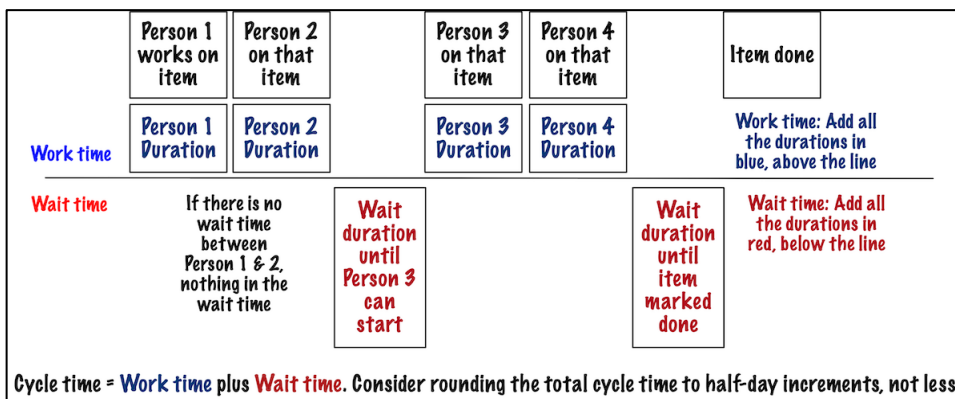 Person 1
works on
item
Person 2
on that
item
Person 3
on that
item
Person 4
on that
item
Item done
Person 1
Duration
Person 2
Duration
Person 3
Duration
Person 4
Duration
Work time: Add all
the durations in
blue, above the line
Work time
Wait time
If there is no
wait time
between
Person 1 & 2,
nothing in the
wait time
Wait
duration
until
Person 3
can
start
Wait
duration
until
item
marked
done
Wait time: Add all
the durations in
red, below the line
Cycle time = Work time plus Wait time. Consider rounding the total cycle time to half-day increments, not less